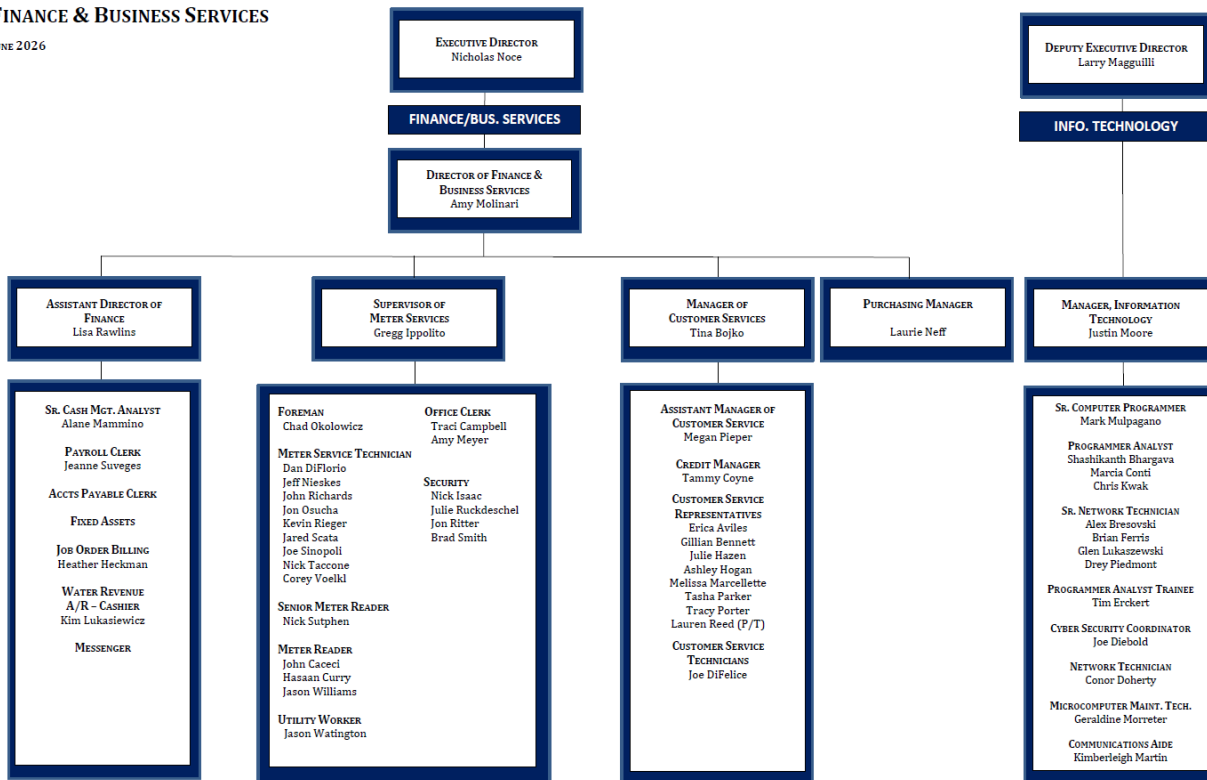 FINANCE & BUSINESS SERVICES
JUNE 2026
EXECUTIVE DIRECTOR
Nicholas Noce
FINANCE/BUS. SERVICES
DIRECTOR OF FINANCE &
BUSINESS SERVICES
Amy Molinari
DEPUTY EXECUTIVE DIRECTOR
Larry Magguilli
INFO. TECHNOLOGY
ASSISTANT DIRECTOR OF
FINANCE
Lisa Rawlins
SUPERVISOR OF
METER SERVICES
Gregg Ippolito
MANAGER OF
CUSTOMER SERVICES
Tina Bojko
PURCHASING MANAGER
Laurie Neff
MANAGER, INFORMATION
TECHNOLOGY
Justin Moore
SR. CASH MGT. ANALYST
Alane Mammino
PAYROLL CLERK
Jeanne Suveges
ACCTS PAYABLE CLERK
FIXED ASSETS
JOB ORDER BILLING
Heather Heckman
WATER REVENUE
A/R – CASHIER
Kim Lukasiewicz
MESSENGER
FOREMAN
Chad Okolowicz
METER SERVICE TECHNICIAN
Dan DiFlorio
Jeff Nieskes
John Richards
Jon Osucha
Kevin Rieger
Jared Scata
Joe Sinopoli
Nick Taccone
Corey Voelkl
SENIOR METER READER
Nick Sutphen
METER READER
John Caceci
Hasaan Curry
Jason Williams
UTILITY WORKER
Jason Watington
OFFICE CLERK
Traci Campbell
Amy Meyer
SECURITY
Nick Isaac
Julie Ruckdeschel
Jon Ritter
Brad Smith
ASSISTANT MANAGER OF
CUSTOMER SERVICE
Megan Pieper
CREDIT MANAGER
Tammy Coyne
CUSTOMER SERVICE
REPRESENTATIVES
Erica Aviles
Gillian Bennett
Julie Hazen
Ashley Hogan
Melissa Marcellette
Tasha Parker
Tracy Porter
Lauren Reed (P/T)
CUSTOMER SERVICE
TECHNICIANS
Joe DiFelice
SR. COMPUTER PROGRAMMER
Mark Mulpagano
PROGRAMMER ANALYST
Shashikanth Bhargava
Marcia Conti
Chris Kwak
SR. NETWORK TECHNICIAN
Alex Bresovski
Brian Ferris
Glen Lukaszewski
Drey Piedmont
PROGRAMMER ANALYST TRAINEE
Tim Erckert
CYBER SECURITY COORDINATOR
Joe Diebold
NETWORK TECHNICIAN
Conor Doherty
MICROCOMPUTER MAINT. TECH.
Geraldine Morreter
COMMUNICATIONS AIDE
Kimberleigh Martin